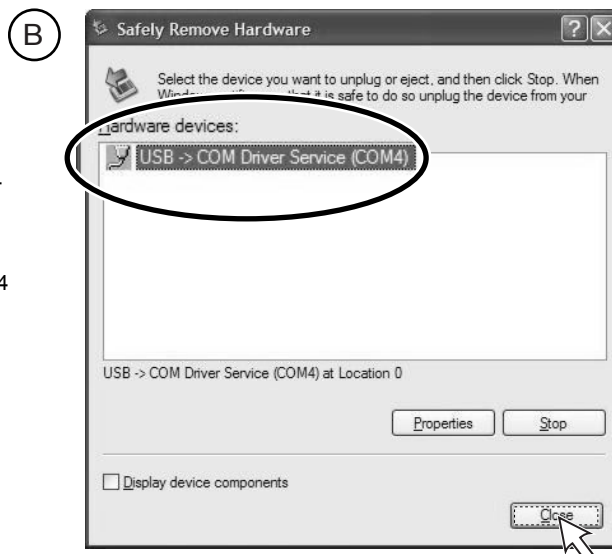 B
Safely Remove Hardware
Select the device you want to unplug or eject, and then click Stop. When
it is safe to do so unplug the device from your
Hardware devices:
USB -> COM Driver Service (COM4)
4
USB -> COM Driver Service (COM4) at Location 0
Properties
Stop
Display device components
Close